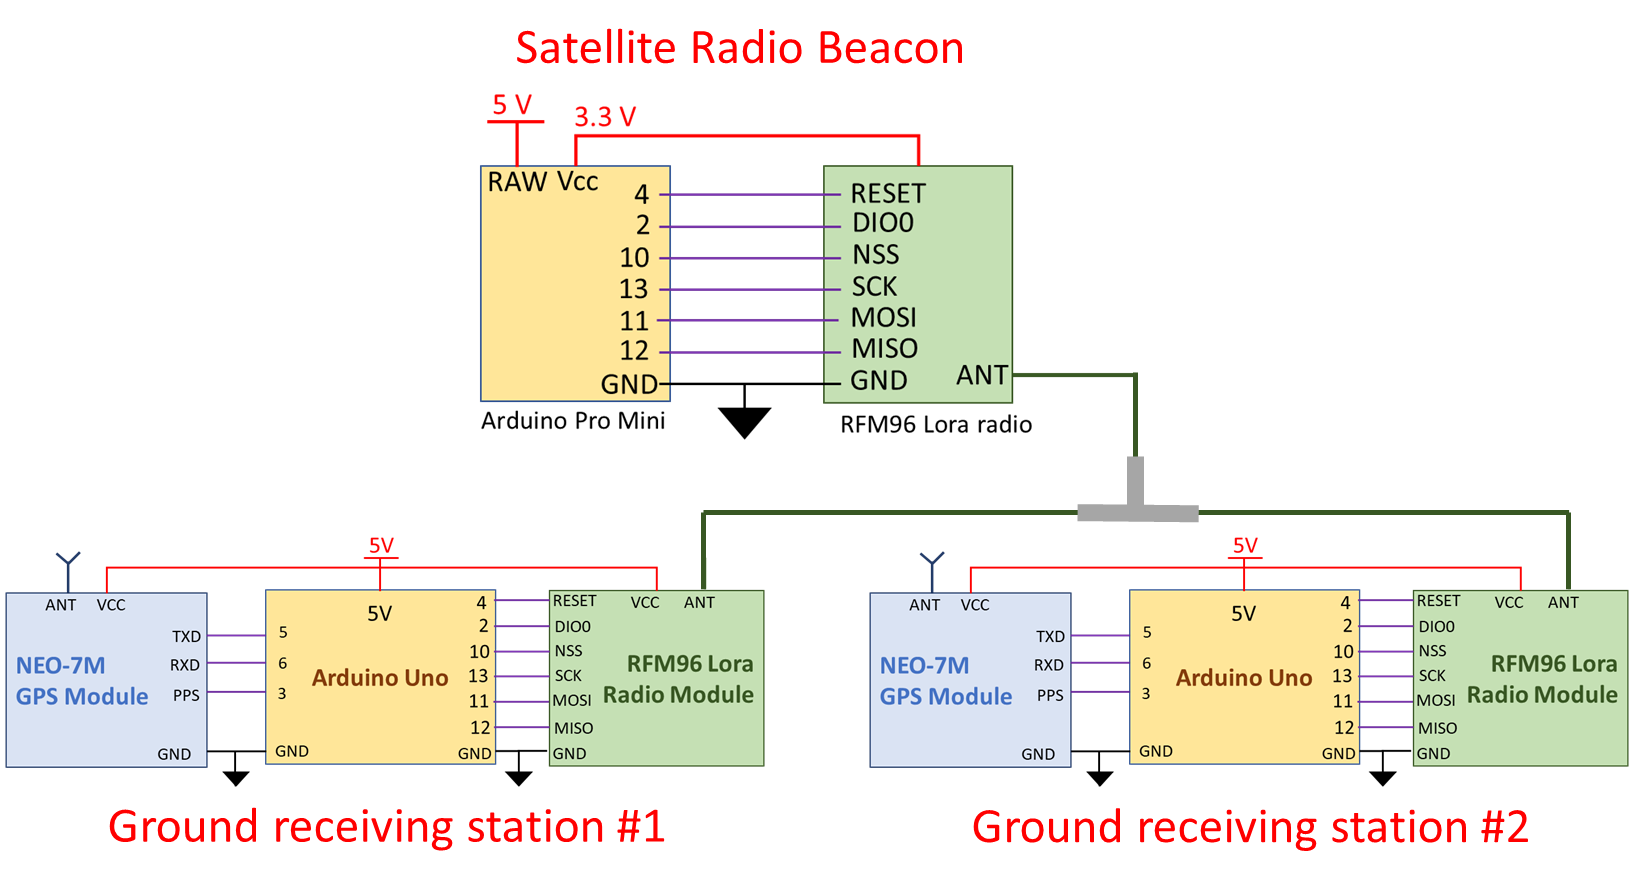 Satellite Radio Beacon
5 V
3.3 V
RAW Vcc
4
RESET
2
DIO0
10
NSS
13
SCK
11
MOSI
12
MISO
GND
GND
ANT
Arduino Pro Mini
RFM96 Lora radio
5V
ANT
VCC
TXD
RXD
PPS
GND
NEO-7M
GPS Module
5V
5
6
3
GND
Arduino Uno
4
2
10
13
11
12
GND
RESET
DIO0
NSS
SCK
MOSI
MISO
GND
VCC
ANT
RFM96 Lora
Radio Module
Ground receiving station #1
5V
ANT
VCC
TXD
RXD
PPS
GND
NEO-7M
GPS Module
5V
5
6
3
GND
Arduino Uno
4
2
10
13
11
12
GND
RESET
DIO0
NSS
SCK
MOSI
MISO
GND
VCC
ANT
RFM96 Lora
Radio Module
Ground receiving station #2